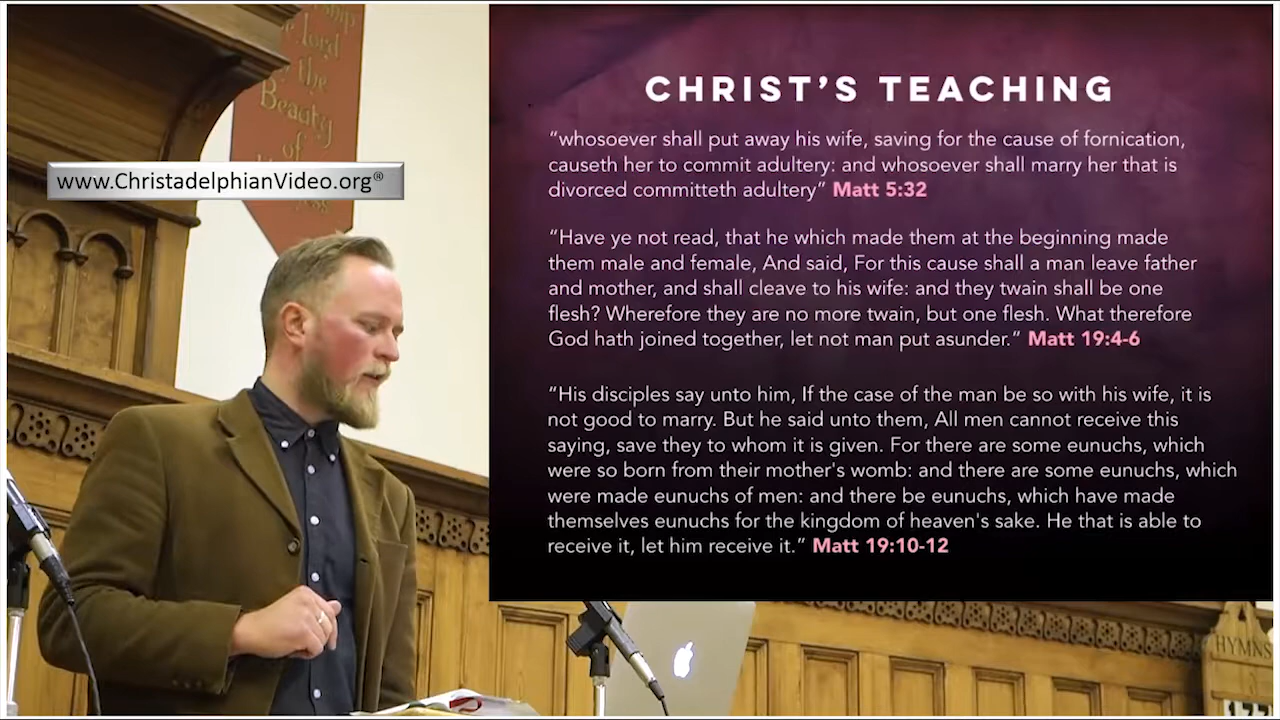 Lord
the
Beauty
of
www.ChristadelphianVideo.org®
CHRIST'S TEACHING
“whosoever shall put away his wife, saving for the cause of fornication,
causeth her to commit adultery: and whosoever shall marry her that is
divorced committeth adultery” Matt 5:32
“Have ye not read, that he which made them at the beginning made
them male and female, And said, For this cause shall a man leave father
and mother, and shall cleave to his wife: and they twain shall be one
flesh? Wherefore they are no more twain, but one flesh. What therefore
God hath joined together, let not man put asunder.” Matt 19:4-6
“His disciples say unto him, If the case of the man be so with his wife, it is
not good to marry. But he said unto them, All men cannot receive this
saying, save they to whom it is given. For there are some eunuchs, which
were so born from their mother's womb: and there are some eunuchs, which
were made eunuchs of men: and there be eunuchs, which have made
themselves eunuchs for the kingdom of heaven's sake. He that is able to
receive it, let him receive it.” Matt 19:10-12
HYMNS